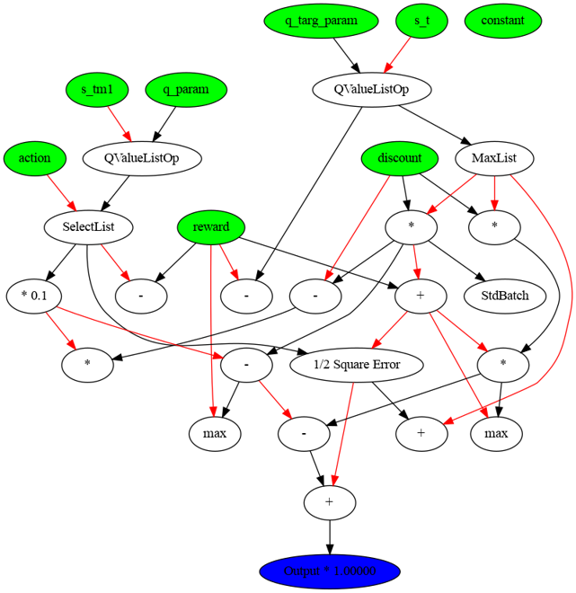 q_targ_param
s_t
constant
s_tm1
q_param
QValueListOp
action
QValueListOp
discount
MaxList
SelectList
reward
*
*
* 0.1
-
-
-
+
StdBatch
*
-
1/2 Square Error
*
max
-
+
max
+
Output * 1.00000